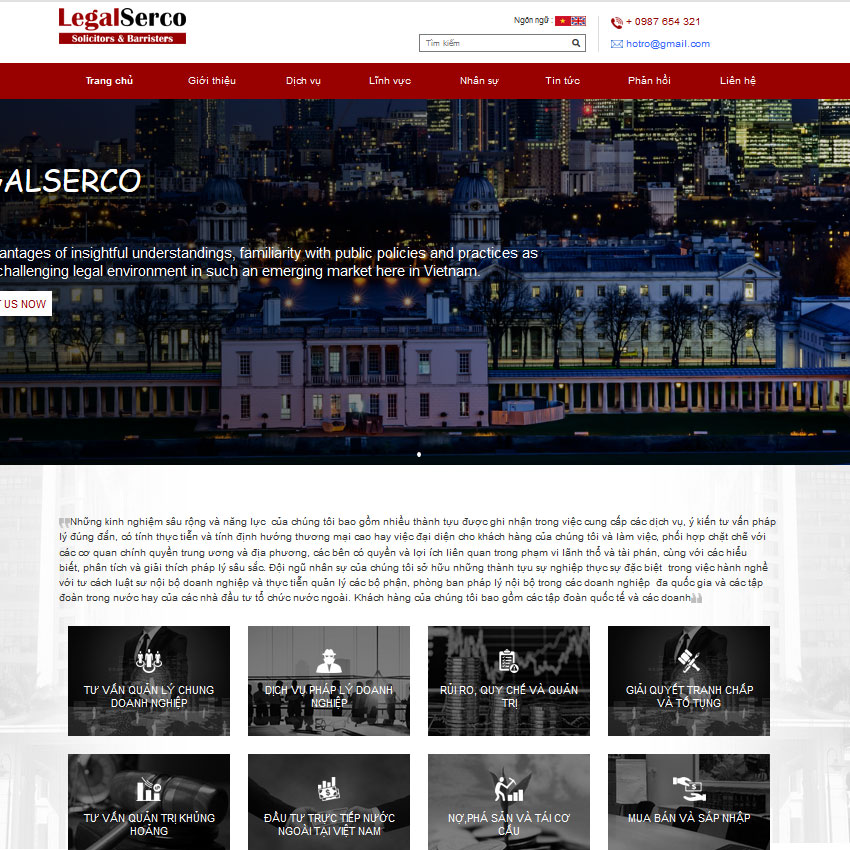 LegalSerco
Solicitors & Barristers
Ngôn ngữ :
+ 0987 654 321
Tìm kiếm
hotro@gmail.com
Trang chủ Giới thiệu Dịch vụ Lĩnh vực Nhân sự Tin tức Phản hồi Liên hệ
ALSERCO
antages of insightful understandings, familiarity with public policies and practices as
challenging legal environment in such an emerging market here in Vietnam.
T US NOW
Những kinh nghiệm sâu rộng và năng lực của chúng tôi bao gồm nhiều thành tựu được ghi nhận trong việc cung cấp các dịch vụ, ý kiến tư vấn pháp
lý đúng đắn, có tính thực tiễn và tính định hướng thương mại cao hay việc đại diện cho khách hàng của chúng tôi và làm việc, phối hợp chặt chẽ với
các cơ quan chính quyền trung ương và địa phương, các bên có quyền và lợi ích liên quan trong phạm vi lãnh thổ và tài phán, cùng với các hiểu
biết, phân tích và giải thích pháp lý sâu sắc. Đội ngũ nhân sự của chúng tôi sở hữu những thành tựu sự nghiệp thực sự đặc biệt trong việc hành nghề
với tư cách luật sư nội bộ doanh nghiệp và thực tiễn quản lý các bộ phận, phòng ban pháp lý nội bộ trong các doanh nghiệp đa quốc gia và các tập
đoàn trong nước hay của các nhà đầu tư tổ chức nước ngoài. Khách hàng của chúng tôi bao gồm các tập đoàn quốc tế và các doanh
TƯ VẤN QUẢN LÝ CHUNG
DOANH NGHIỆP
DỊCH VỤ PHÁP LÝ DOANH
NGHIỆP
RỦI RO, QUY CHẾ VÀ QUẢN
TRỊ
GIẢI QUYẾT TRANH CHẤP
VÀ TỐ TỤNG
TƯ VẤN QUẢN TRỊ KHỦNG
HOẢNG
ĐẦU TƯ TRỰC TIẾP NƯỚC
NGOÀI TẠI VIỆT NAM
NỢ,PHÁ SẢN VÀ TÁI CƠ
CẤU
MUA BÁN VÀ SÁP NHẬP